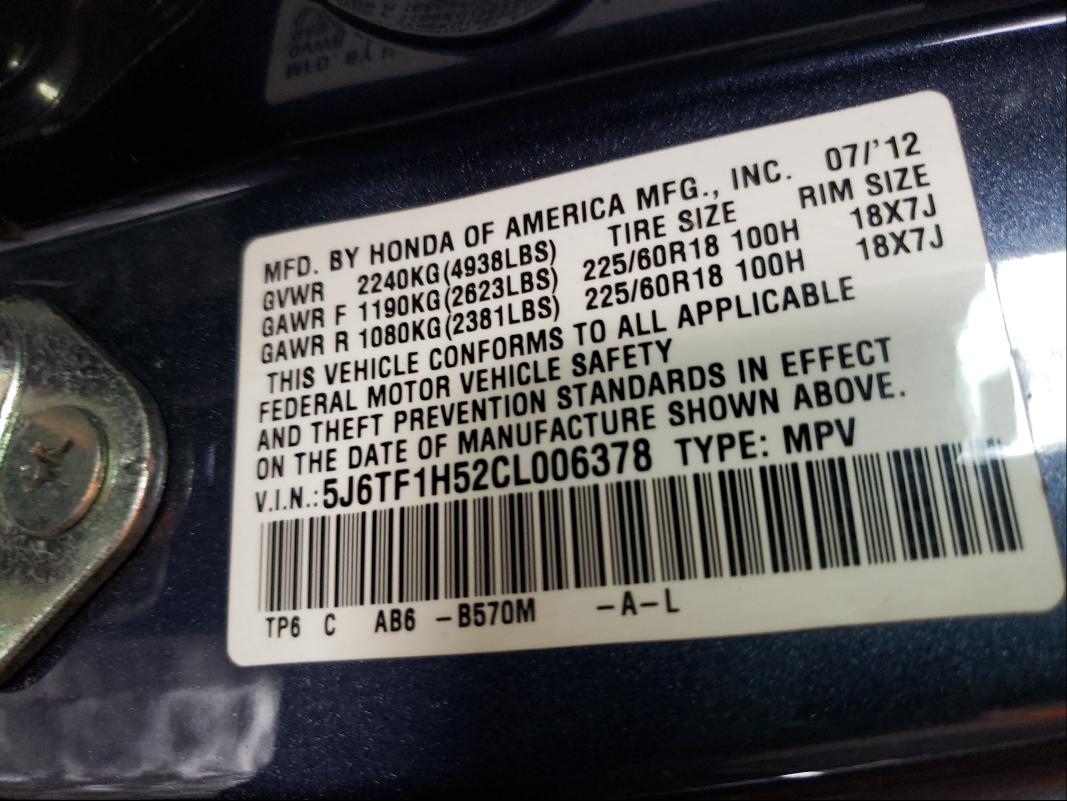 MFD. BY HONDA OF AMERICA MFG., INC. 07/'12
GVWR 2240KG(4938LBS) TIRE SIZE RIM SIZE
GAWR F 1190KG(2623LBS) 225/60R18 100H 18X7J
GAWR R 1080KG(2381LBS) 225/60R18 100H 18X7J
THIS VEHICLE CONFORMS TO ALL APPLICABLE
FEDERAL MOTOR VEHICLE SAFETY
AND THEFT PREVENTION STANDARDS IN EFFECT
ON THE DATE OF MANUFACTURE SHOWN ABOVE.
V.I.N.: 5J6TF1H52CL006378 TYPE: MPV
TP6 C AB6 -B570M -A-L